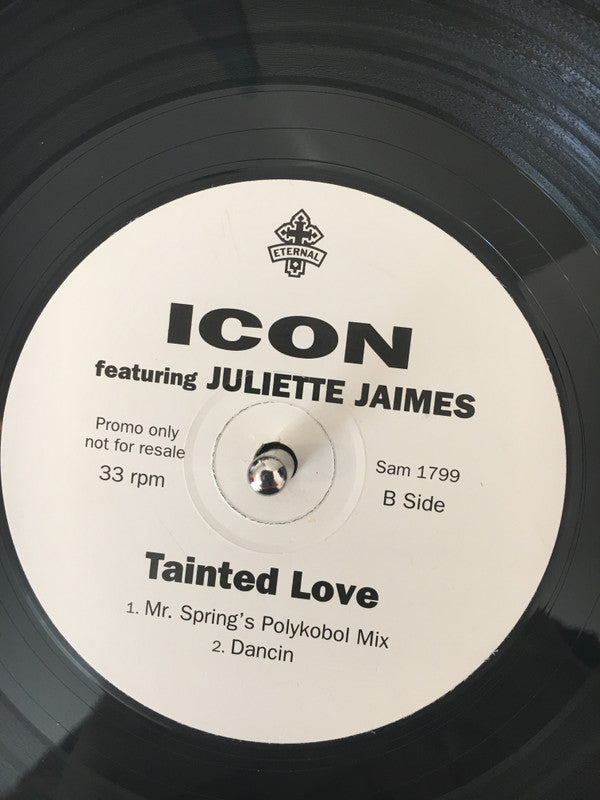 ETERNAL
ICON
featuring JULIETTE JAIMES
Promo only
not for resale
33 rpm
Sam 1799
B Side
Tainted Love
1. Mr. Spring's Polykobol Mix
2. Dancin